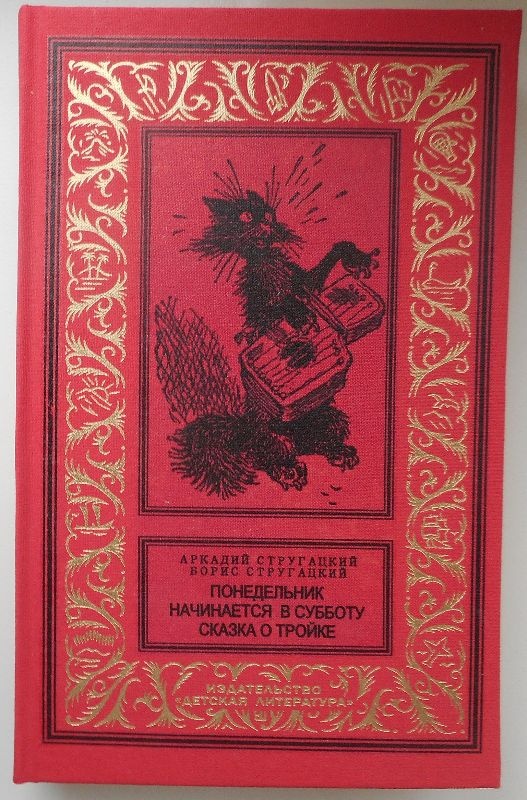 АРКАДИЙ СТРУГАЦКИЙ
БОРИС СТРУГАЦКИЙ
ПОНЕДЕЛЬНИК
НАЧИНАЕТСЯ В СУББОТУ
СКАЗКА О ТРОЙКЕ
ИЗДАТЕЛЬСТВО
«ДЕТСКАЯ ЛИТЕРАТУРА»